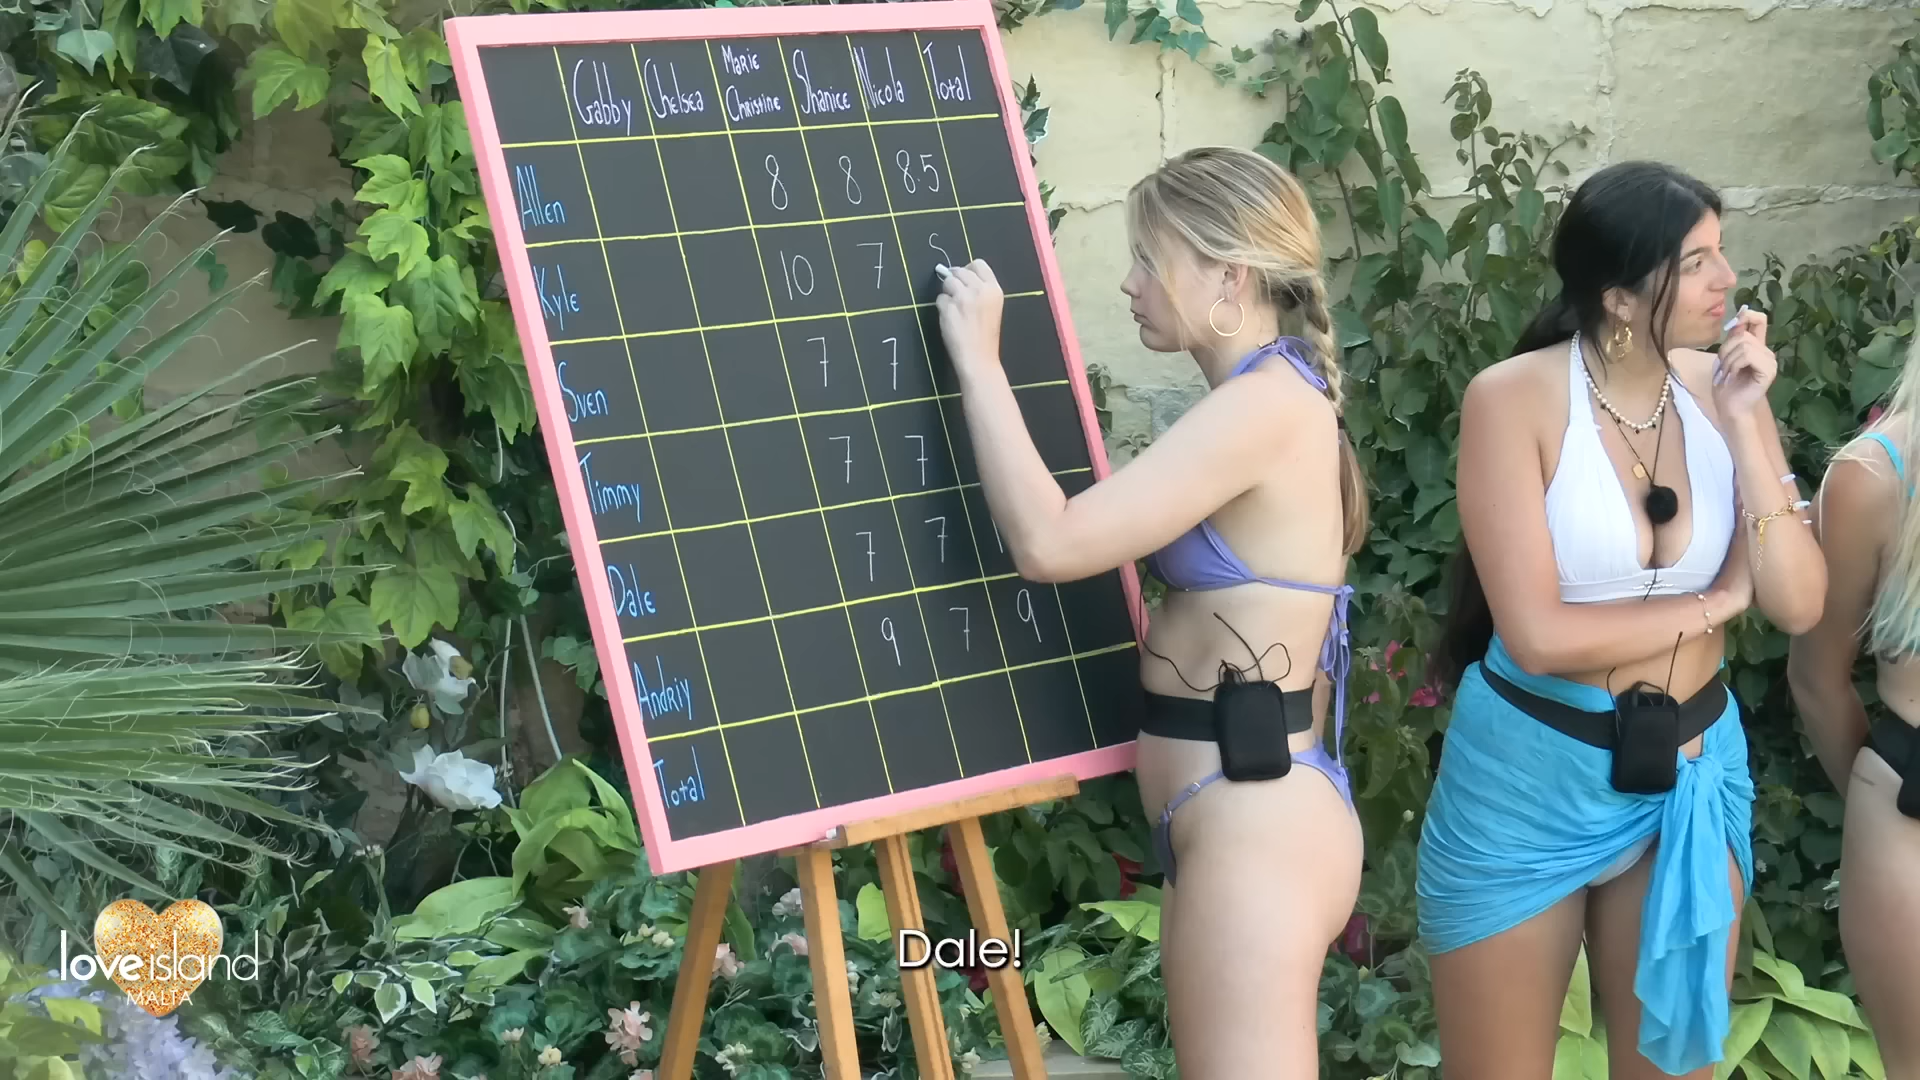 Gabby Chelsea Marie Christine Shanice Nicola Total
Allen 8 8 8.5
Kyle 10 7
Sven 7 7
Timmy 7 7
Dale 7 7
Andriy 9 7 9
Total
Dale!
love island
MALTA